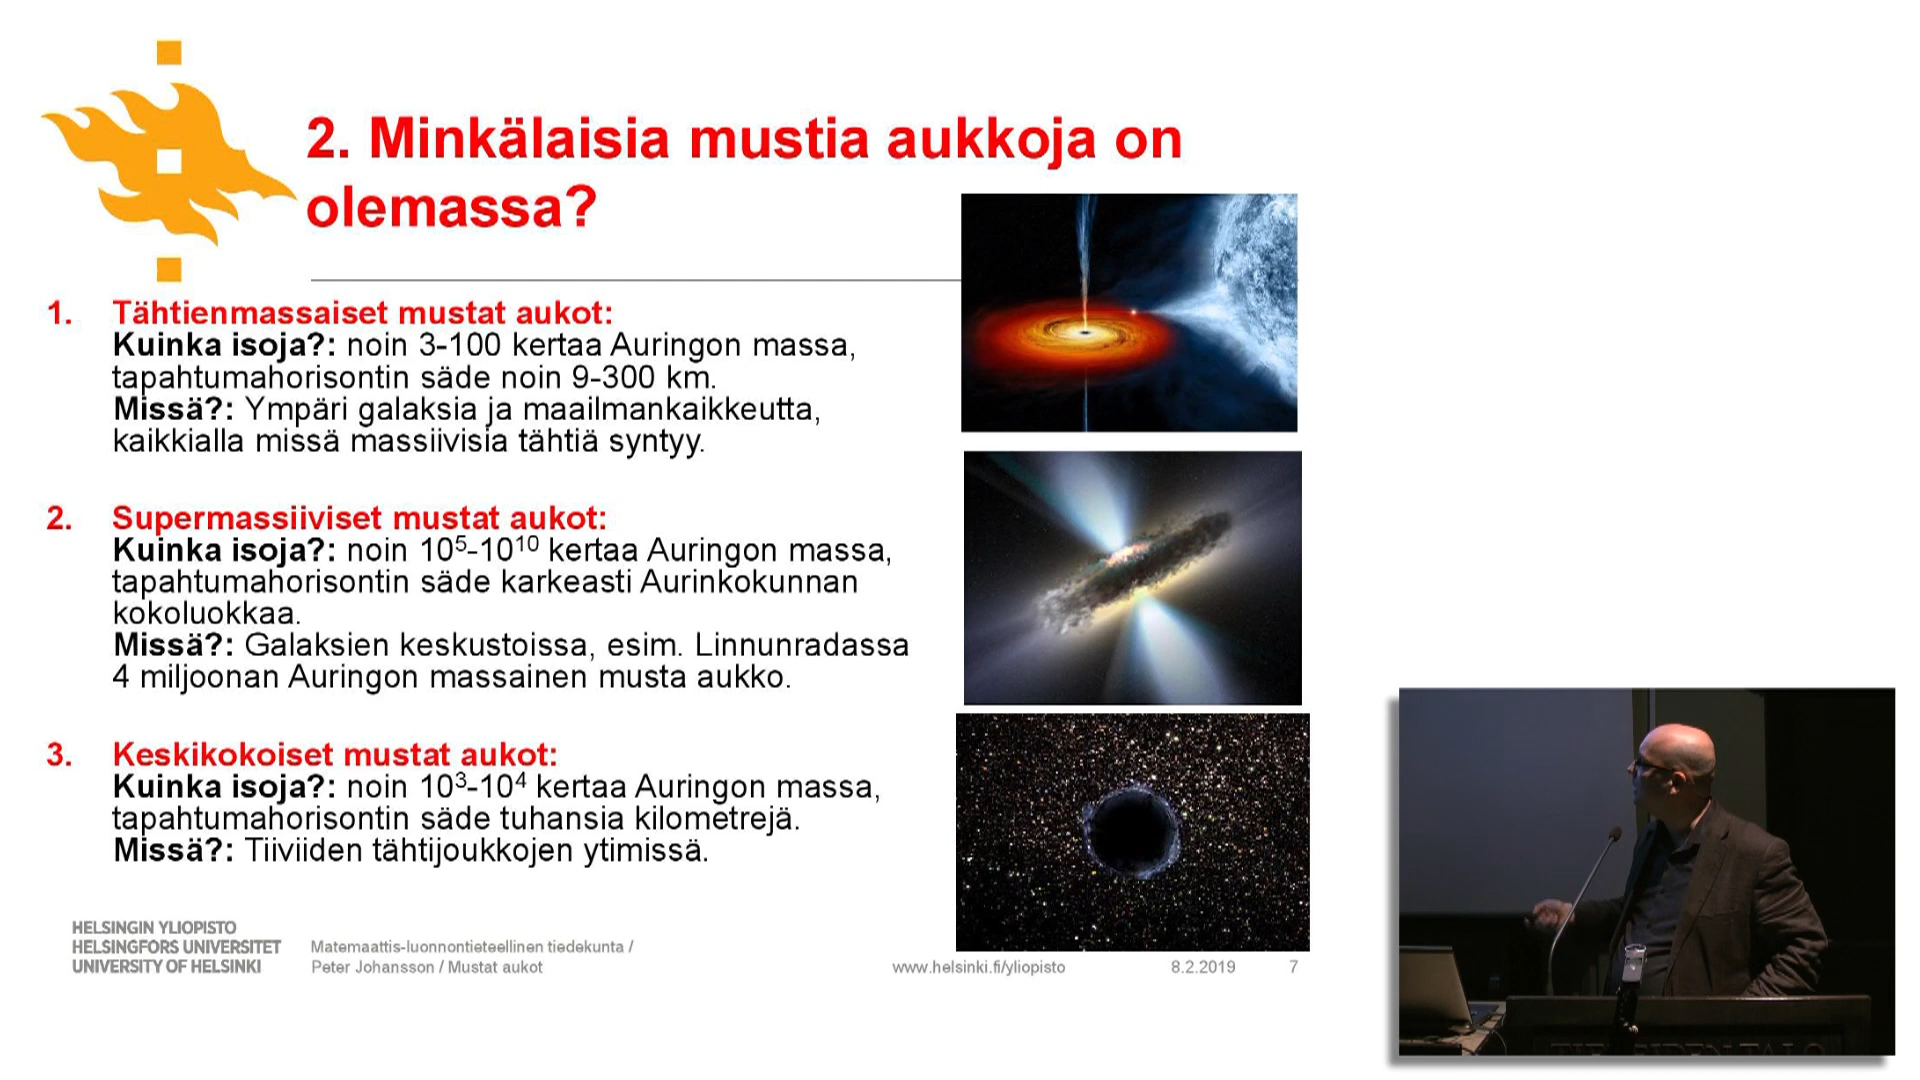 2. Minkälaisia mustia aukkoja on
olemassa?
1. Tähtienmassaiset mustat aukot:
Kuinka isoja?: noin 3-100 kertaa Auringon massa,
tapahtumahorisontin säde noin 9-300 km.
Missä?: Ympäri galaksia ja maailmankaikkeutta,
kaikkialla missä massiivisia tähtiä syntyy.
2. Supermassiiviset mustat aukot:
Kuinka isoja?: noin 10⁵-10¹⁰ kertaa Auringon massa,
tapahtumahorisontin säde karkeasti Aurinkokunnan
kokoluokkaa.
Missä?: Galaksien keskustoissa, esim. Linnunradassa
4 miljoonan Auringon massainen musta aukko.
3. Keskikokoiset mustat aukot:
Kuinka isoja?: noin 10³-10⁴ kertaa Auringon massa,
tapahtumahorisontin säde tuhansia kilometrejä.
Missä?: Tiiviiden tähtijoukkojen ytimissä.
HELSINGIN YLIOPISTO
HELSINGFORS UNIVERSITET
UNIVERSITY OF HELSINKI
Matemaattis-luonnontieteellinen tiedekunta /
Peter Johansson / Mustat aukot
www.helsinki.fi/yliopisto
8.2.2019
7